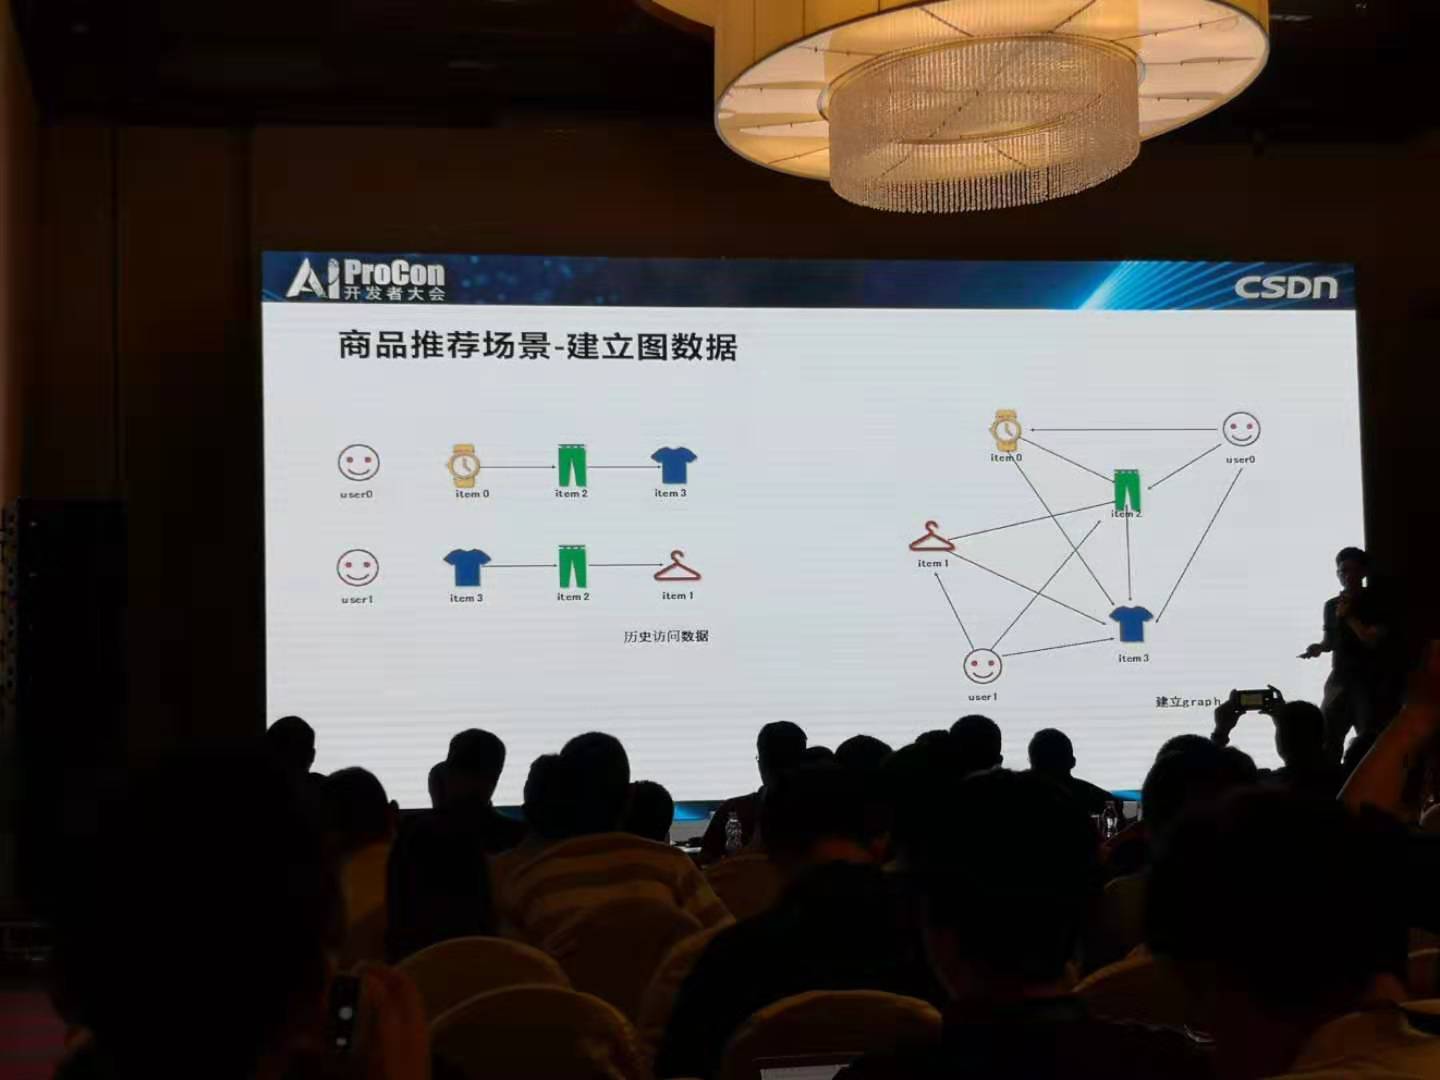 AI ProCon
开发者大会
CSDN
商品推荐场景-建立图数据
user0
item 0
item 2
item 3
user1
item 3
item 2
item 1
历史访问数据
item 0
user0
item 2
item 1
item 3
user1
建立graph